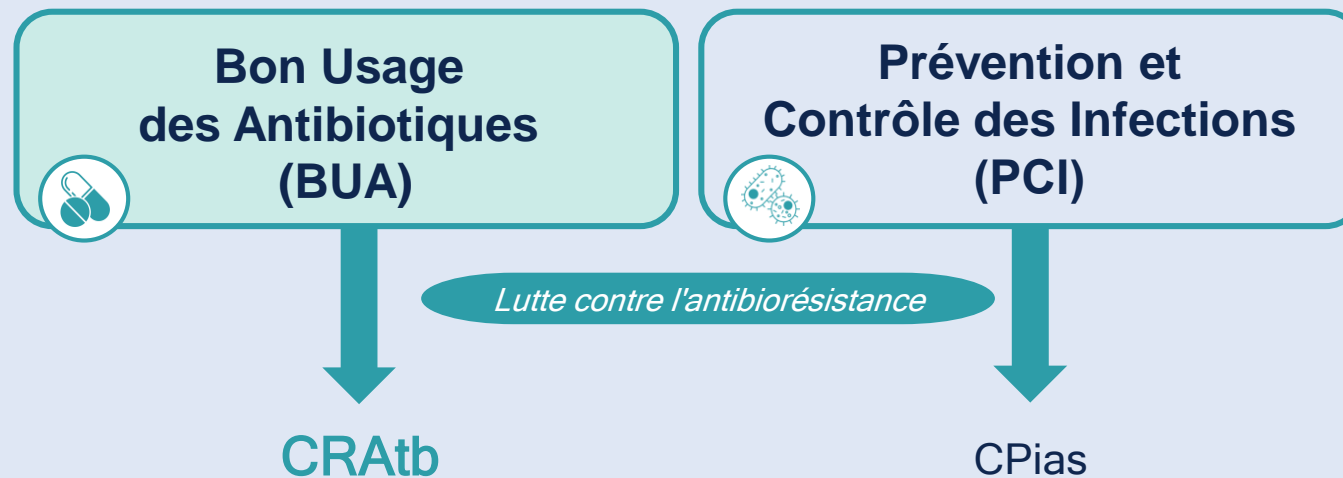 Bon Usage
des Antibiotiques
(BUA)
Prévention et
Contrôle des Infections
(PCI)
Lutte contre l'antibiorésistance
CRAtb
CPias